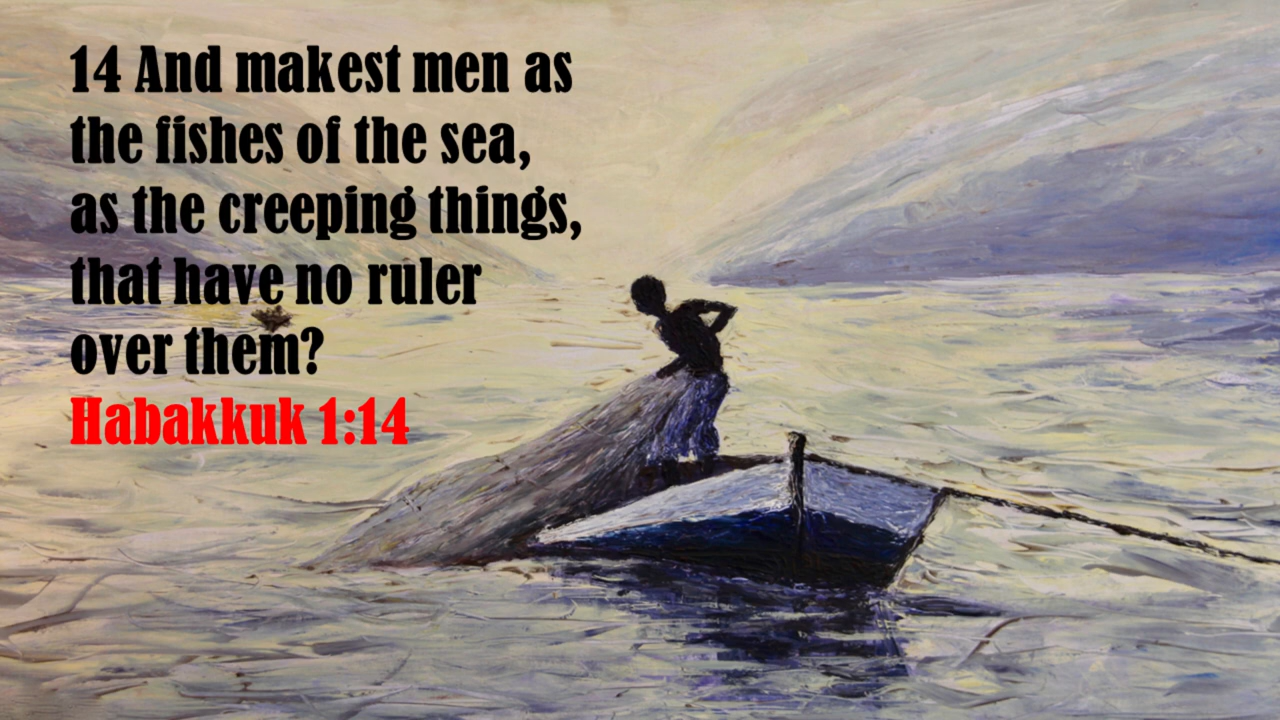 14 And makest men as
the fishes of the sea,
as the creeping things,
that have no ruler
over them?
Habakkuk 1:14